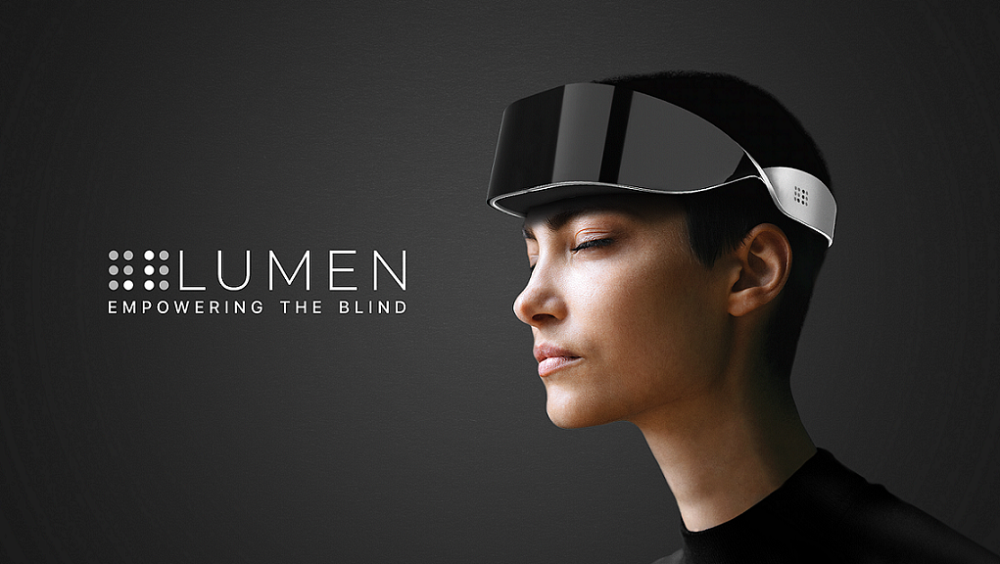 LUMEN
EMPOWERING THE BLIND